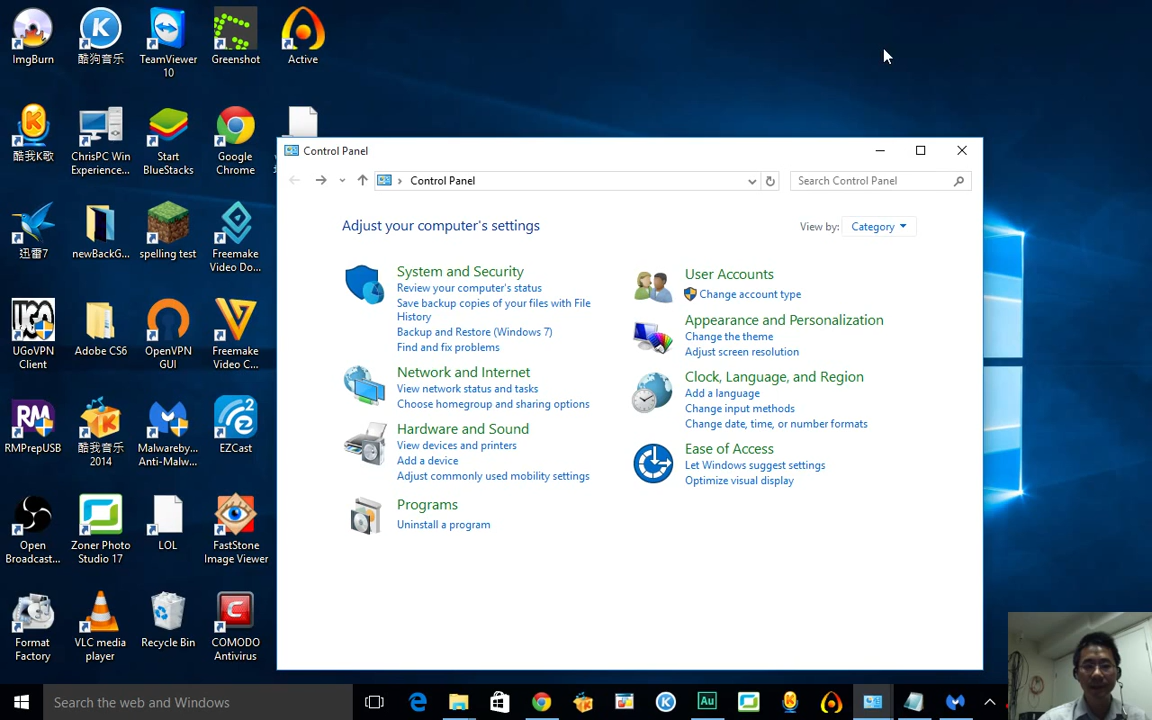 ImgBurn
酷狗音乐
TeamViewer
10
Greenshot
Active
酷我K歌
ChrisPC Win
Experience...
Start
BlueStacks
Google
Chrome
迅雷7
newBackG...
spelling test
Freemake
Video Do...
UGO
UGoVPN
Client
Adobe CS6
OpenVPN
GUI
Freemake
Video C...
RM
RMPrepUSB
酷我音乐
2014
Malwareby...
Anti-Malw...
EZCast
Open
Broadcast...
Zoner Photo
Studio 17
LOL
FastStone
Image Viewer
Format
Factory
VLC media
player
Recycle Bin
COMODO
Antivirus
Control Panel
Control Panel
Search Control Panel
Adjust your computer's settings
View by: Category
System and Security
Review your computer's status
Save backup copies of your files with File
History
Backup and Restore (Windows 7)
Find and fix problems
Network and Internet
View network status and tasks
Choose homegroup and sharing options
Hardware and Sound
View devices and printers
Add a device
Adjust commonly used mobility settings
Programs
Uninstall a program
User Accounts
Change account type
Appearance and Personalization
Change the theme
Adjust screen resolution
Clock, Language, and Region
Add a language
Change input methods
Change date, time, or number formats
Ease of Access
Let Windows suggest settings
Optimize visual display
Search the web and Windows
Au